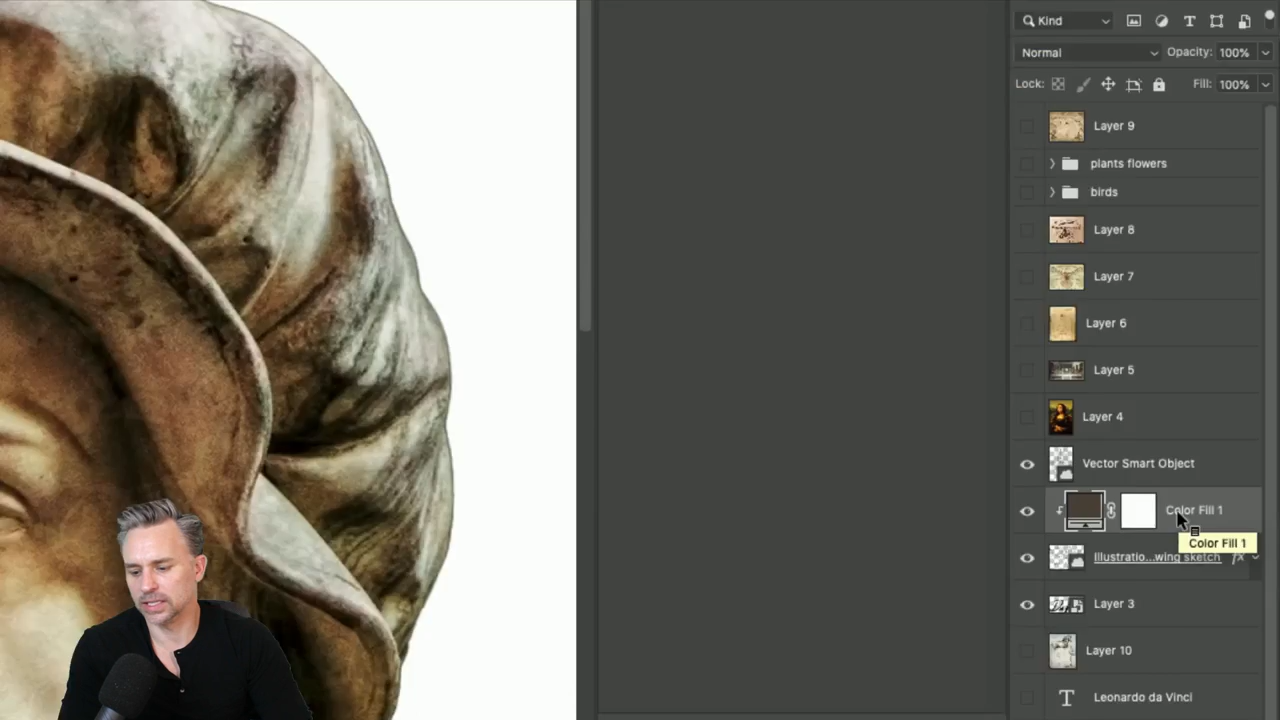 Kind
Normal Opacity: 100%
Lock: Fill: 100%
Layer 9
plants flowers
birds
Layer 8
Layer 7
Layer 6
Layer 5
Layer 4
Vector Smart Object
Color Fill 1
Color Fill 1
Illustratio...wing sketch fx
Layer 3
Layer 10
T Leonardo da Vinci